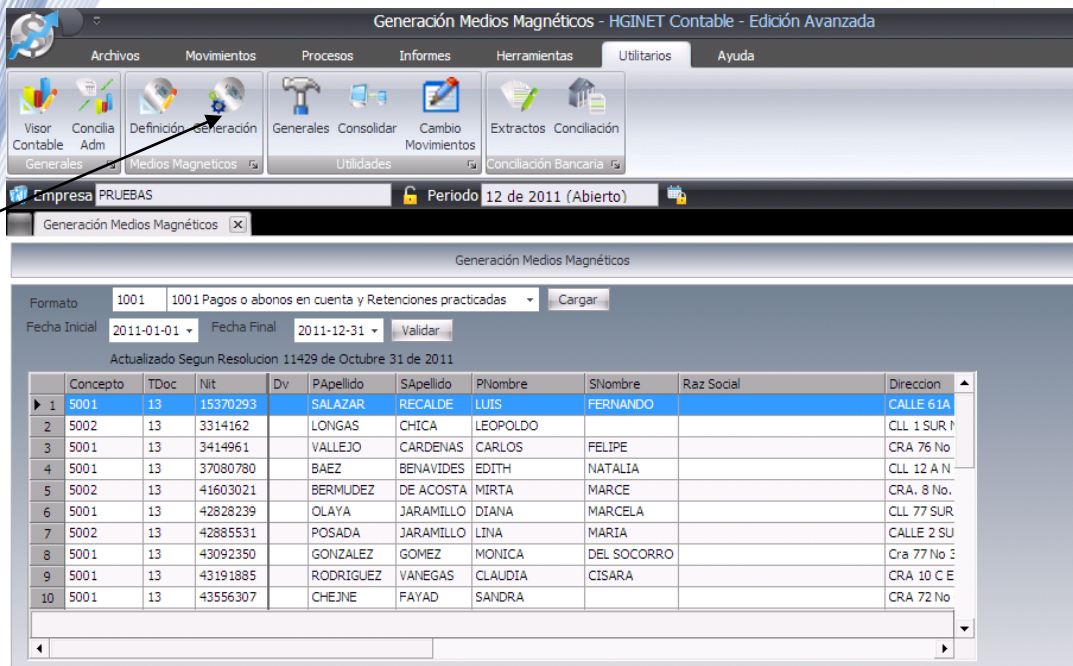 Generación Medios Magnéticos - HGINET Contable - Edición Avanzada
Archivos Movimientos Procesos Informes Herramientas Utilitarios Ayuda
Visor Contable Concilia Adm Definición Generación Generales Consolidar Cambio Movimientos Extractos Conciliación
Generales Medios Magneticos Utilidades Conciliación Bancaria
Empresa PRUEBAS Periodo 12 de 2011 (Abierto)
Generación Medios Magnéticos
Generación Medios Magnéticos
Formato 1001 1001 Pagos o abonos en cuenta y Retenciones practicadas Cargar
Fecha Inicial 2011-01-01 Fecha Final 2011-12-31 Validar
Actualizado Segun Resolucion 11429 de Octubre 31 de 2011
Concepto TDoc Nit Dv PApellido SApellido PNombre SNombre Raz Social Direccion
1 5001 13 15370293 SALAZAR RECALDE LUIS FERNANDO CALLE 61A
2 5002 13 3314162 LONGAS CHICA LEOPOLDO CLL 1 SUR
3 5001 13 3414961 VALLEJO CARDENAS CARLOS FELIPE CRA 76 No
4 5001 13 37080780 BAEZ BENAVIDES EDITH NATALIA CLL 12 A N
5 5002 13 41603021 BERMUDEZ DE ACOSTA MIRTA MARCE CRA. 8 No.
6 5001 13 42828239 OLAYA JARAMILLO DIANA MARCELA CLL 77 SUR
7 5002 13 42885531 POSADA JARAMILLO LINA MARIA CALLE 2 SU
8 5001 13 43092350 GONZALEZ GOMEZ MONICA DEL SOCORRO Cra 77 No 3
9 5001 13 43191885 RODRIGUEZ VANEGAS CLAUDIA CISARA CRA 10 C E
10 5001 13 43556307 CHEJNE FAYAD SANDRA CRA 72 No